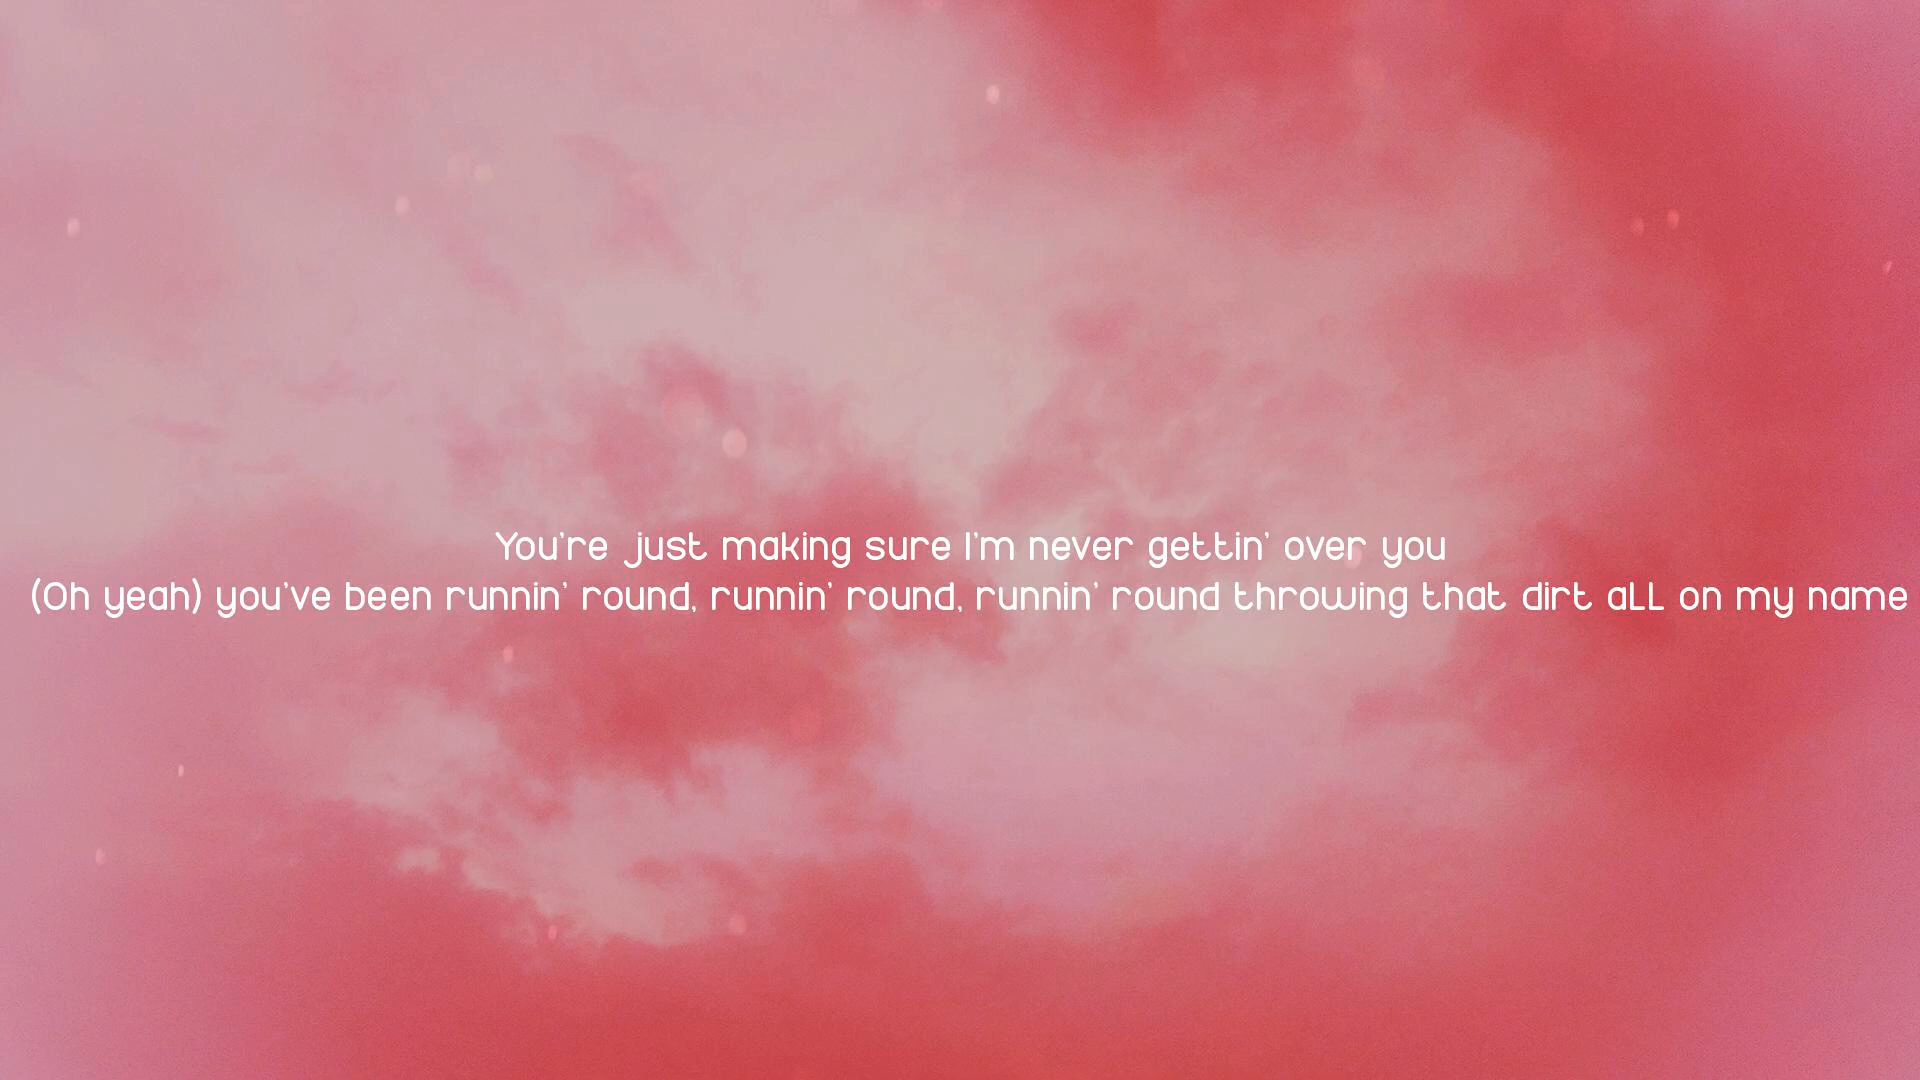 You're just making sure I'm never gettin' over you
(Oh yeah) you've been runnin' round, runnin' round, runnin' round throwing that dirt all on my name